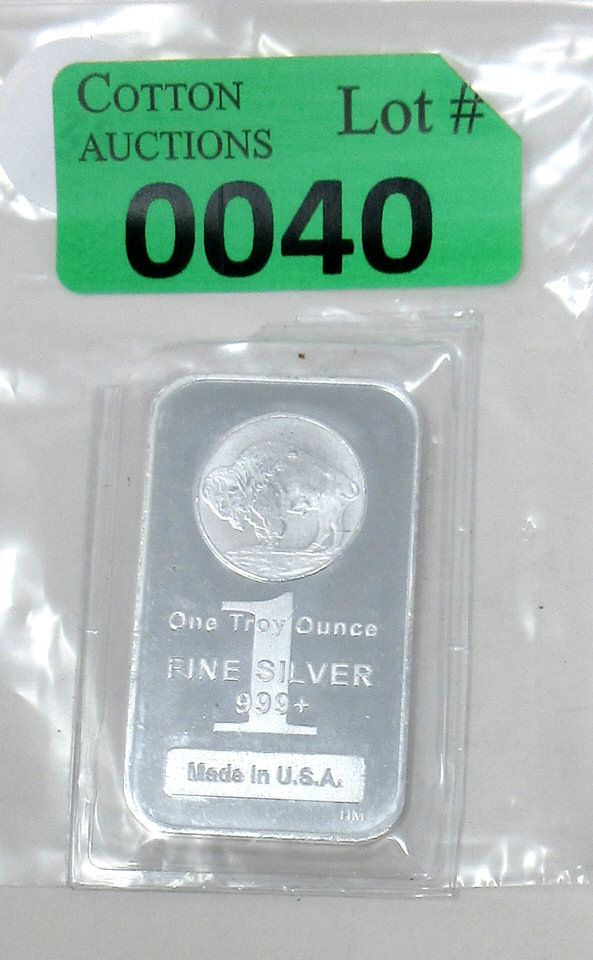 COTTON
AUCTIONS
Lot #
0040
1
One Troy Ounce
FINE SILVER
999+
Made In U.S.A.
HM